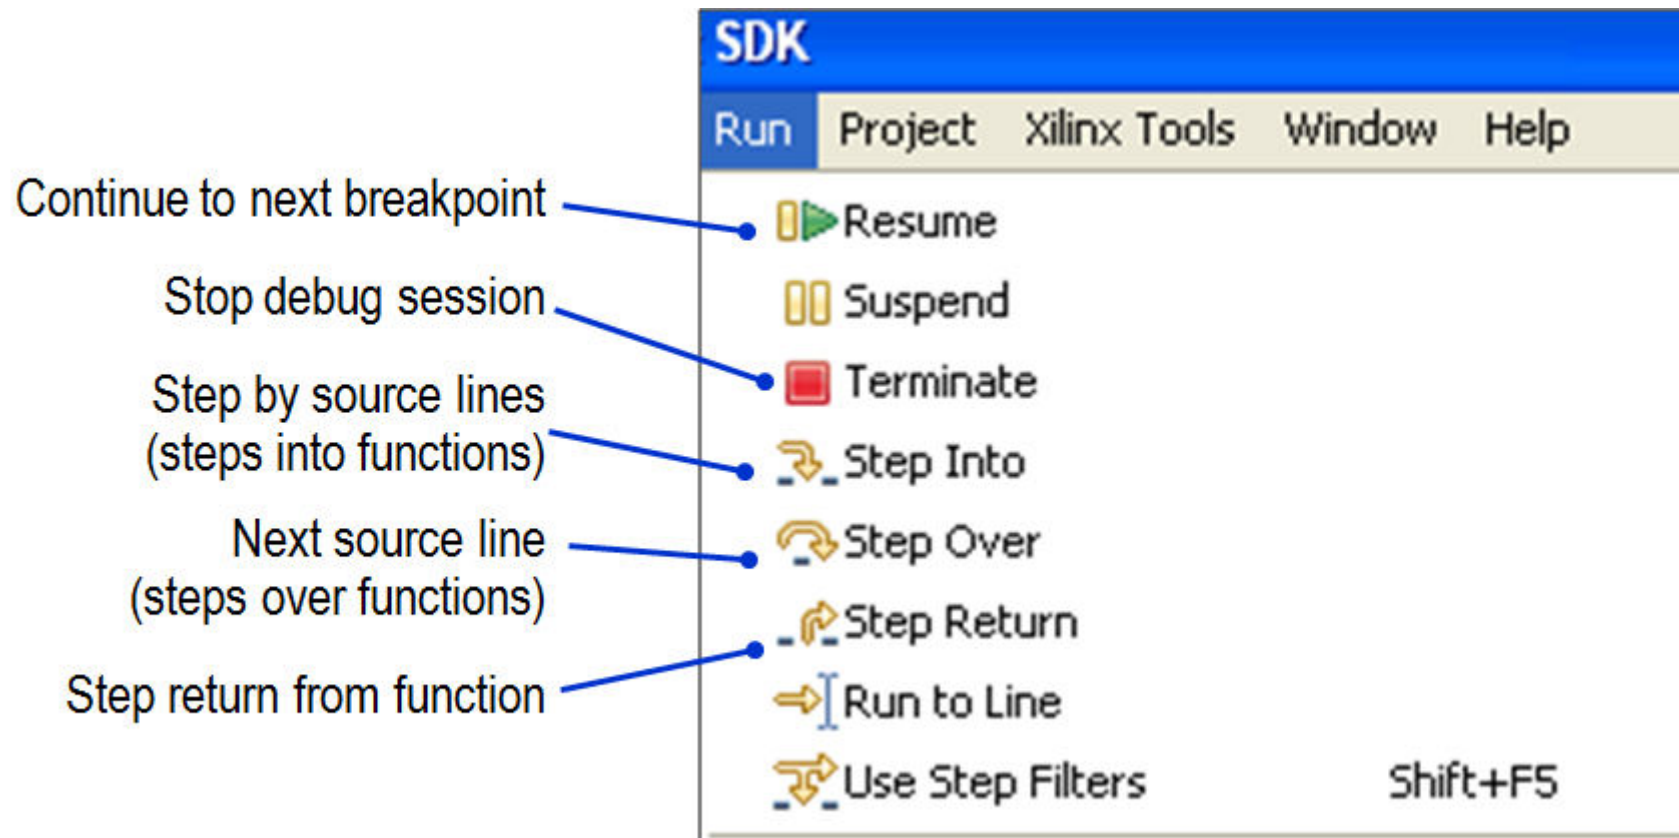 SDK
Run Project Xilinx Tools Window Help
Continue to next breakpoint
Resume
Suspend
Stop debug session
Terminate
Step by source lines
(steps into functions)
Step Into
Next source line
(steps over functions)
Step Over
Step Return
Step return from function
Run to Line
Use Step Filters Shift+F5